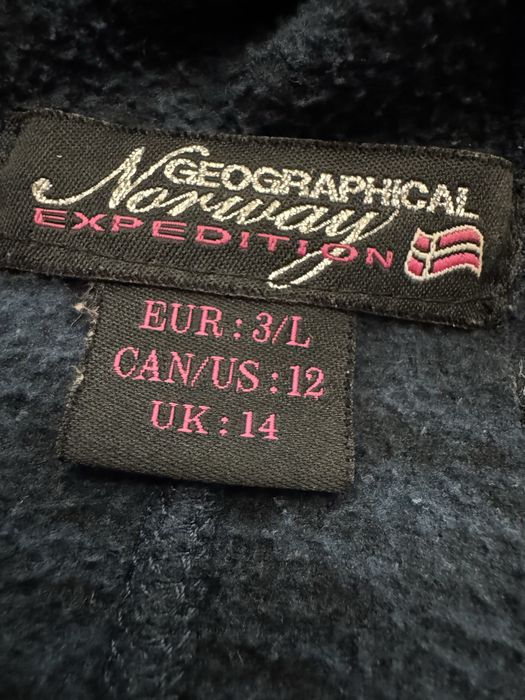 GEOGRAPHICAL
Norway
EXPEDITION
EUR : 3/L
CAN/US : 12
UK : 14